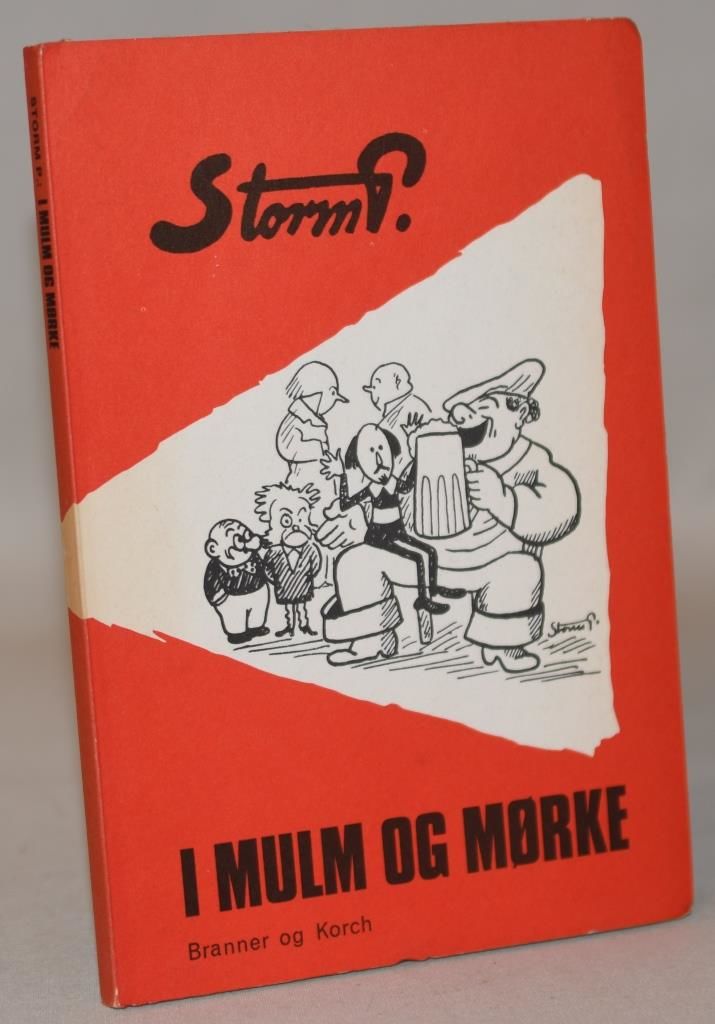 STORM P.: I MULM OG MØRKE
Storm P.
Storm P.
I MULM OG MØRKE
Branner og Korch